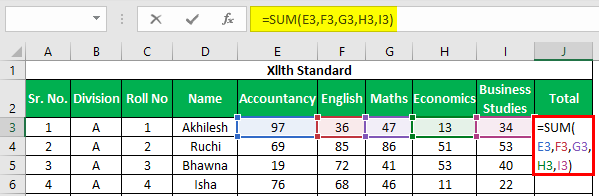 fx =SUM(E3,F3,G3,H3,I3)
A B C D E F G H I J
1 XIIth Standard
2 Sr. No. Division Roll No Name Accountancy English Maths Economics Business Studies Total
3 1 A 1 Akhilesh 97 36 47 13 34 =SUM(
E3,F3,G3,
H3,I3)
4 2 A 2 Ruchi 69 85 86 51 53
5 3 A 3 Bhawna 19 72 41 53 40
6 4 A 4 Isha 76 68 46 11 22